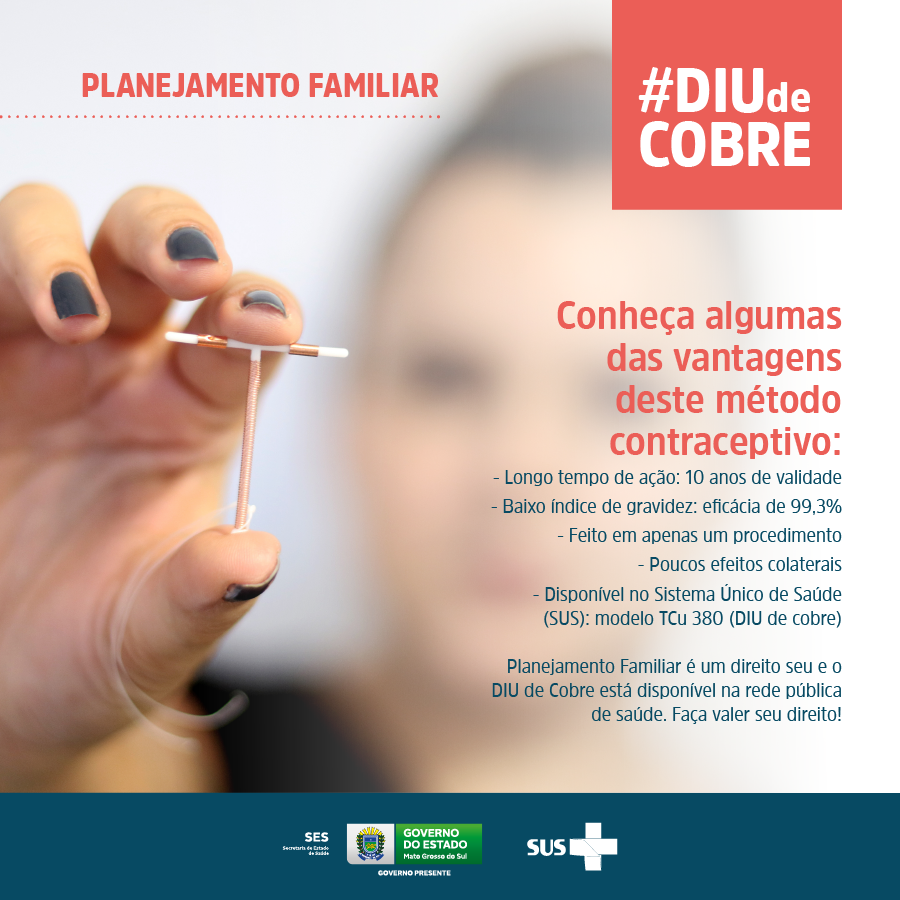 PLANEJAMENTO FAMILIAR
#DIUde
COBRE
Conheça algumas
das vantagens
deste método
contraceptivo:
- Longo tempo de ação: 10 anos de validade
- Baixo índice de gravidez: eficácia de 99,3%
- Feito em apenas um procedimento
- Poucos efeitos colaterais
- Disponível no Sistema Único de Saúde
(SUS): modelo TCu 380 (DIU de cobre)
Planejamento Familiar é um direito seu e o
DIU de Cobre está disponível na rede pública
de saúde. Faça valer seu direito!
SES
Secretaria de Estado
de Saúde
GOVERNO
DO ESTADO
Mato Grosso do Sul
GOVERNO PRESENTE
SUS